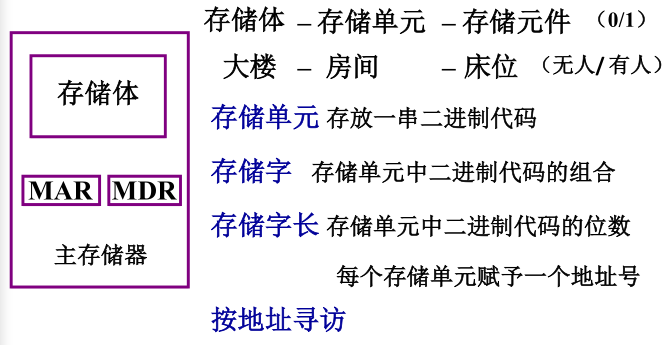 存储体 – 存储单元 – 存储元件 （0/1）
大楼 – 房间 – 床位 （无人/有人）
存储体
存储单元 存放一串二进制代码
存储字 存储单元中二进制代码的组合
MAR MDR
存储字长 存储单元中二进制代码的位数
主存储器
每个存储单元赋予一个地址号
按地址寻访